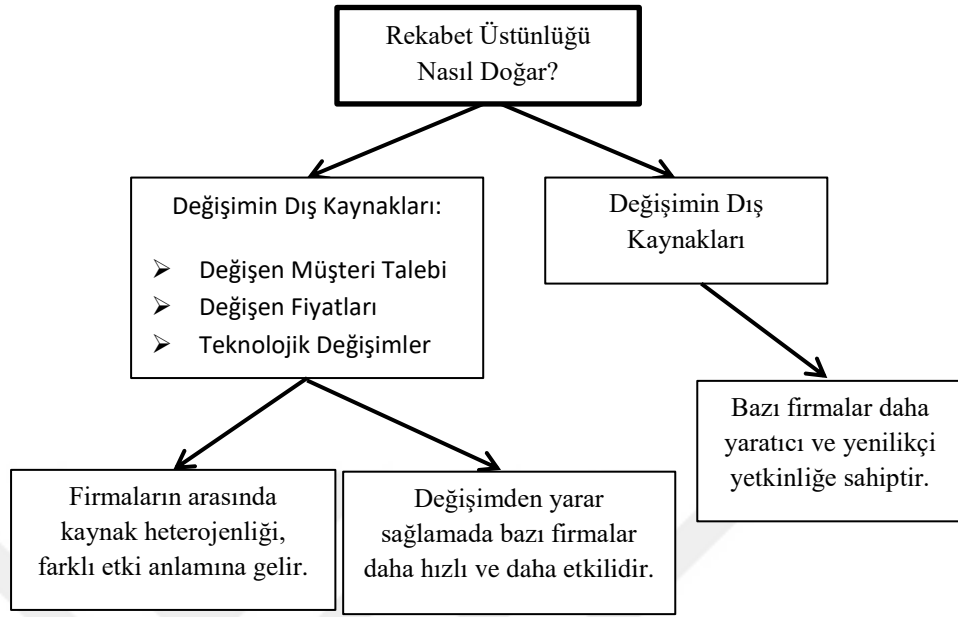 Rekabet Üstünlüğü
Nasıl Doğar?
Değişimin Dış Kaynakları:
➢ Değişen Müşteri Talebi
➢ Değişen Fiyatları
➢ Teknolojik Değişimler
Değişimin Dış
Kaynakları
Bazı firmalar daha
yaratıcı ve yenilikçi
yetkinliğe sahiptir.
Firmaların arasında
kaynak heterojenliği,
farklı etki anlamına gelir.
Değişimden yarar
sağlamada bazı firmalar
daha hızlı ve daha etkilidir.